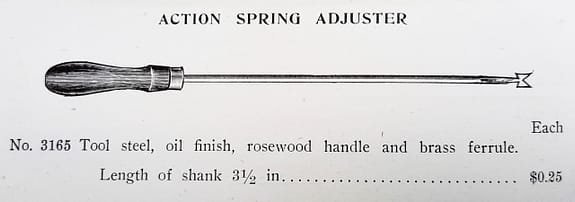 ACTION SPRING ADJUSTER
Each
No. 3165 Tool steel, oil finish, rosewood handle and brass ferrule.
Length of shank 3½ in.................................. $0.25